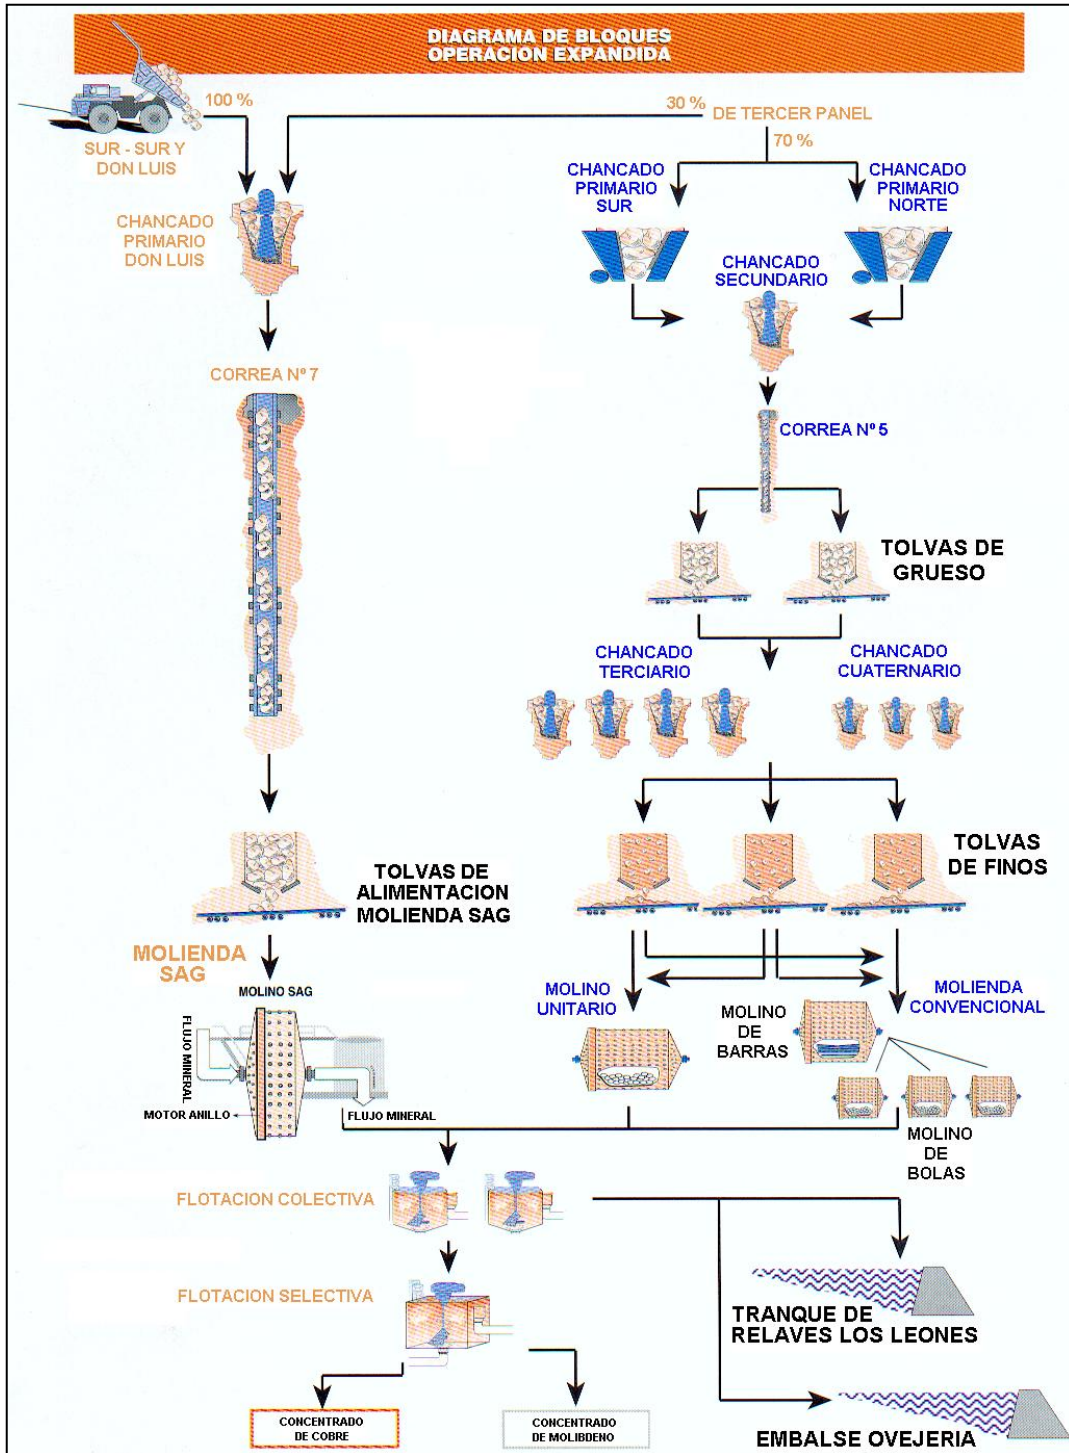 DIAGRAMA DE BLOQUES
OPERACION EXPANDIDA
100 %
30 %
DE TERCER PANEL
70 %
SUR - SUR Y
DON LUIS
CHANCADO
PRIMARIO
SUR
CHANCADO
PRIMARIO
NORTE
CHANCADO
PRIMARIO
DON LUIS
CHANCADO
SECUNDARIO
CORREA Nº 7
CORREA Nº 5
TOLVAS DE
GRUESO
CHANCADO
TERCIARIO
CHANCADO
CUATERNARIO
TOLVAS DE
ALIMENTACION
MOLIENDA SAG
TOLVAS
DE FINOS
MOLIENDA
SAG
MOLINO SAG
FLUJO MINERAL
MOTOR ANILLO
FLUJO MINERAL
MOLINO
UNITARIO
MOLINO
DE
BARRAS
MOLIENDA
CONVENCIONAL
MOLINO
DE
BOLAS
FLOTACION COLECTIVA
FLOTACION SELECTIVA
TRANQUE DE
RELAVES LOS LEONES
CONCENTRADO
DE COBRE
CONCENTRADO
DE MOLIBDENO
EMBALSE OVEJERIA